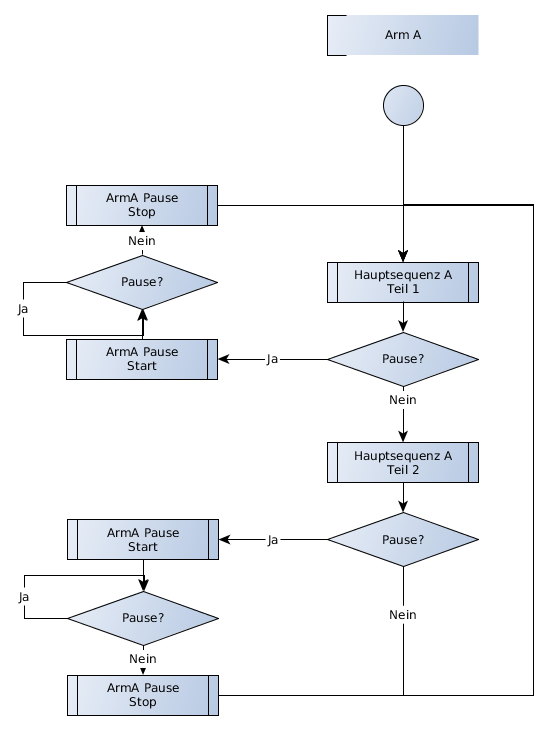 Arm A
ArmA Pause
Stop
Nein
Pause?
Ja
ArmA Pause
Start
Hauptsequenz A
Teil 1
Pause?
Ja
Nein
Hauptsequenz A
Teil 2
Pause?
Ja
Nein
ArmA Pause
Start
Pause?
Ja
Nein
ArmA Pause
Stop